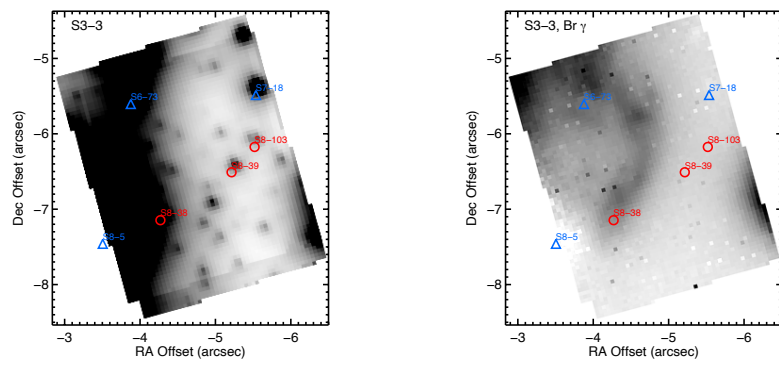 S3-3
S6-73
S7-18
S8-103
S8-39
S8-38
S8-5
-5
-6
-7
-8
-3
-4
-5
-6
RA Offset (arcsec)
Dec Offset (arcsec)
S3-3, Br γ
S6-73
S7-18
S8-103
S8-39
S8-38
S8-5
-5
-6
-7
-8
-3
-4
-5
-6
RA Offset (arcsec)
Dec Offset (arcsec)